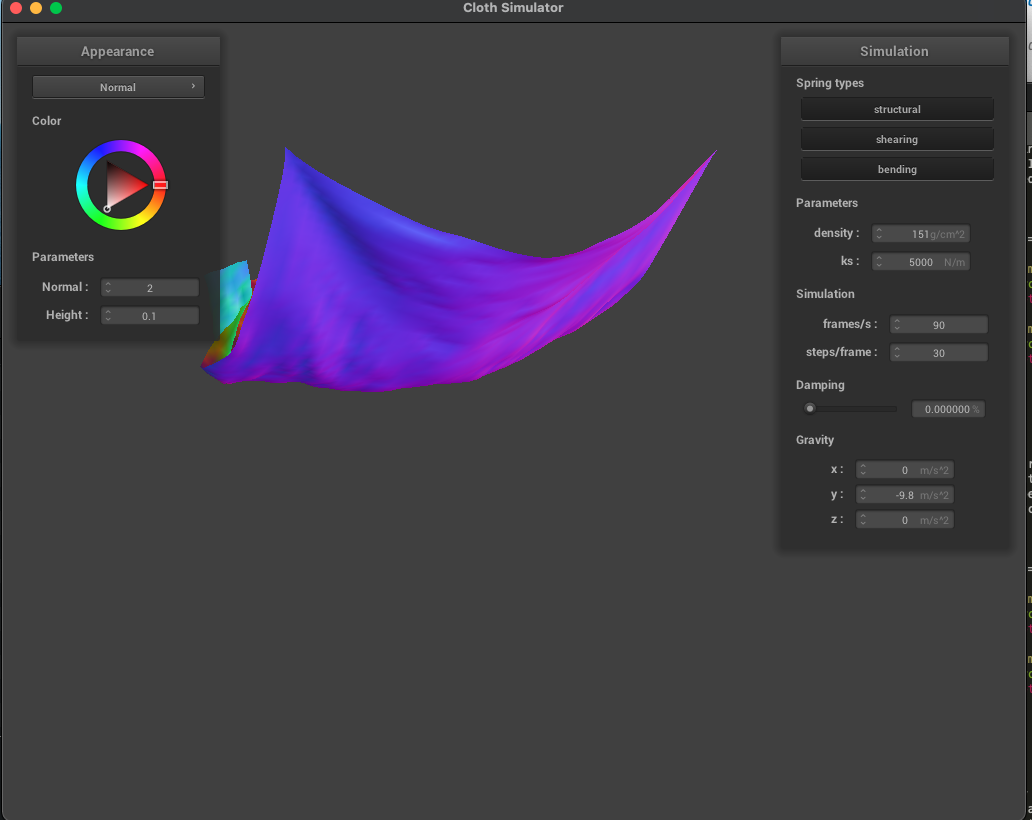 Cloth Simulator
Appearance
Normal
Color
Parameters
Normal : 2
Height : 0.1
Simulation
Spring types
structural
shearing
bending
Parameters
density : 151g/cm^2
ks : 5000 N/m
Simulation
frames/s : 90
steps/frame : 30
Damping
0.000000 %
Gravity
x : 0 m/s^2
y : -9.8 m/s^2
z : 0 m/s^2